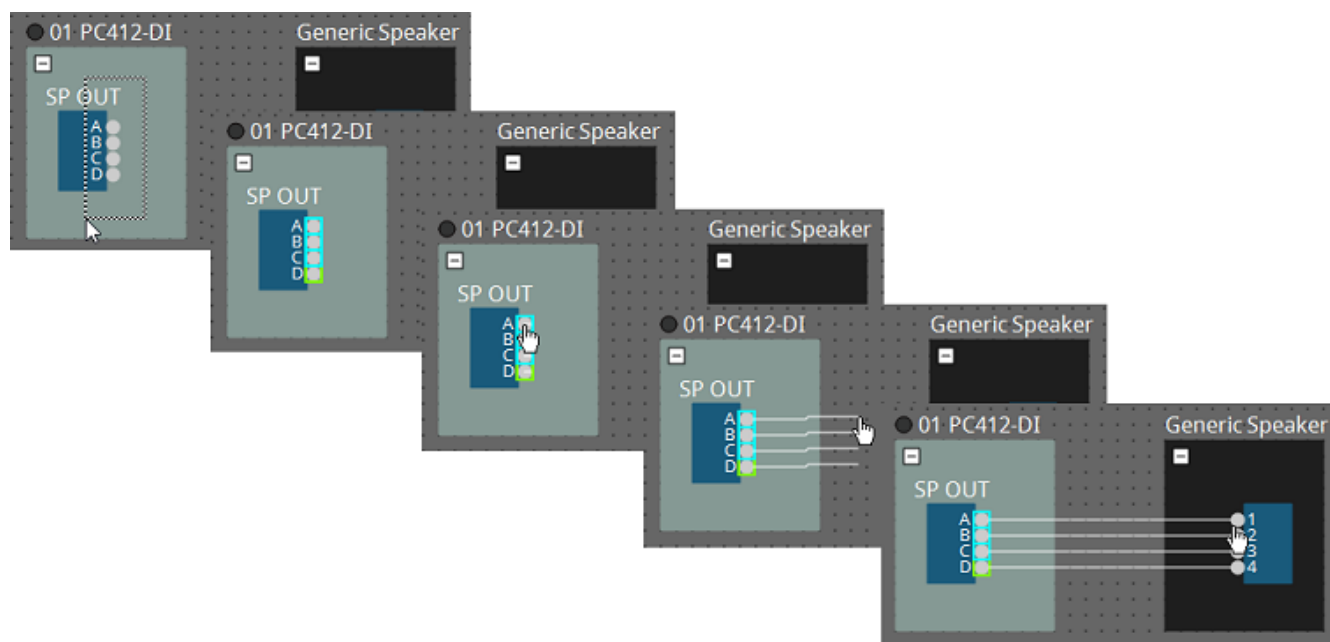 01 PC412-DI
Generic Speaker
SP OUT
A
B
C
D
01 PC412-DI
Generic Speaker
SP OUT
A
B
C
D
01 PC412-DI
Generic Speaker
SP OUT
A
B
C
D
01 PC412-DI
Generic Speaker
SP OUT
A
B
C
D
01 PC412-DI
Generic Speaker
SP OUT
A 1
B 2
C 3
D 4